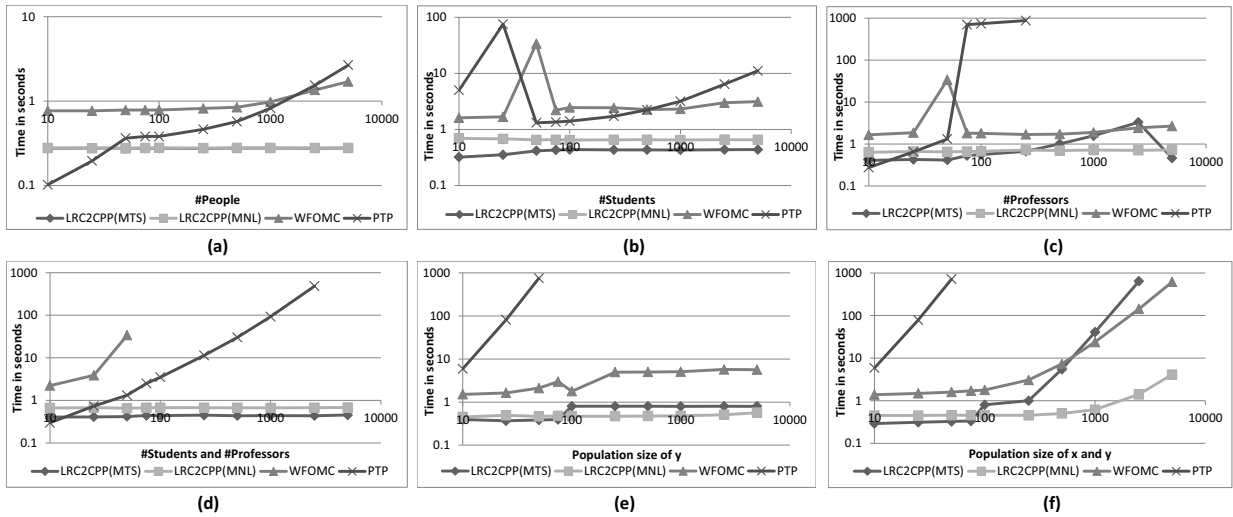 10
1
0.1
10
100
1000
10000
Time in seconds
#People
LRC2CPP(MTS) LRC2CPP(MNL) WFOMC PTP
(a)
100
10
1
0.1
10
100
1000
10000
Time in seconds
#Students
LRC2CPP(MTS) LRC2CPP(MNL) WFOMC PTP
(b)
1000
100
10
1
0.1
10
100
1000
10000
Time in seconds
#Professors
LRC2CPP(MTS) LRC2CPP(MNL) WFOMC PTP
(c)
1000
100
10
1
0.1
10
100
1000
10000
Time in seconds
#Students and #Professors
LRC2CPP(MTS) LRC2CPP(MNL) WFOMC PTP
(d)
1000
100
10
1
0.1
10
100
1000
10000
Time in seconds
Population size of y
LRC2CPP(MTS) LRC2CPP(MNL) WFOMC PTP
(e)
1000
100
10
1
0.1
10
100
1000
10000
Time in seconds
Population size of x and y
LRC2CPP(MTS) LRC2CPP(MNL) WFOMC PTP
(f)